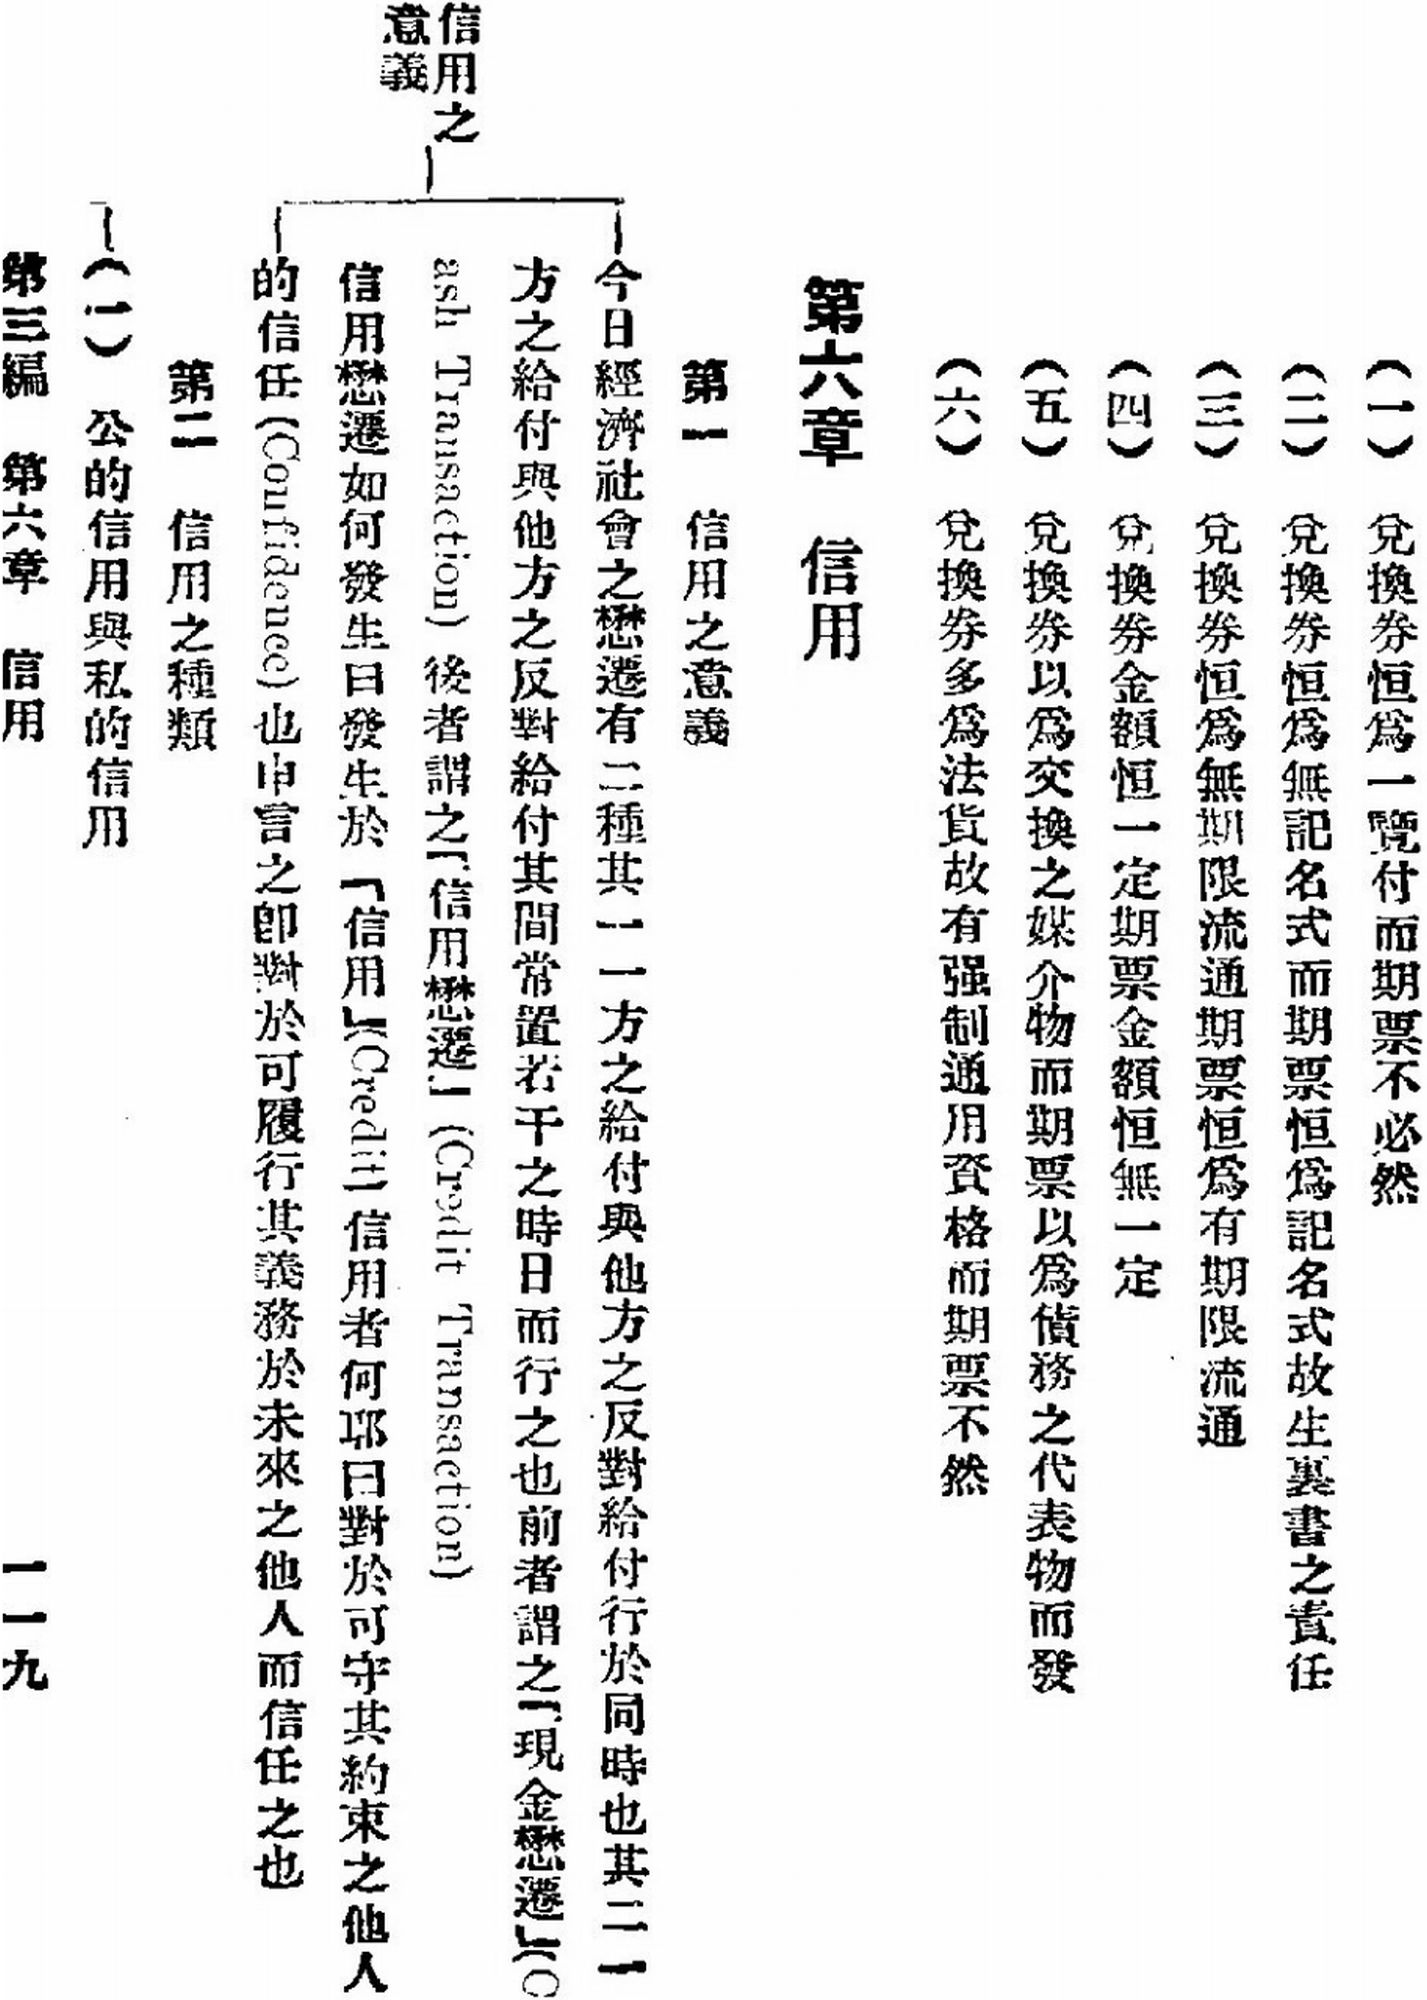 （一）　兌換券恒爲一覽付而期票不必然
（二）　兌換券恒爲無記名式而期票恒爲記名式故生裏書之責任
（三）　兌換券恒爲無期限流通期票恒爲有期限流通
（四）　兌換券金額恒一定期票金額恒無一定
（五）　兌換券以爲交換之媒介物而期票以爲債務之代表物而發
（六）　兌換券多爲法貨故有强制通用資格而期票不然
第六章　信用
第一　信用之意義
信用之
意義
今日經濟社會之懋遷有二種其一一方之給付與他方之反對給付行於同時也其二一
方之給付與他方之反對給付其間常置若干之時日而行之也前者謂之「現金懋遷」（C
ash Transaction）後者謂之「信用懋遷」（Credit Transaction）
信用懋遷如何發生曰發生於「信用」（Credit）信用者何耶曰對於可守其約束之他人
的信任（Confidence）也申言之卽對於可履行其義務於未來之他人而信任之也
第二　信用之種類
（一）　公的信用與私的信用
第三編　第六章　信用　一一九